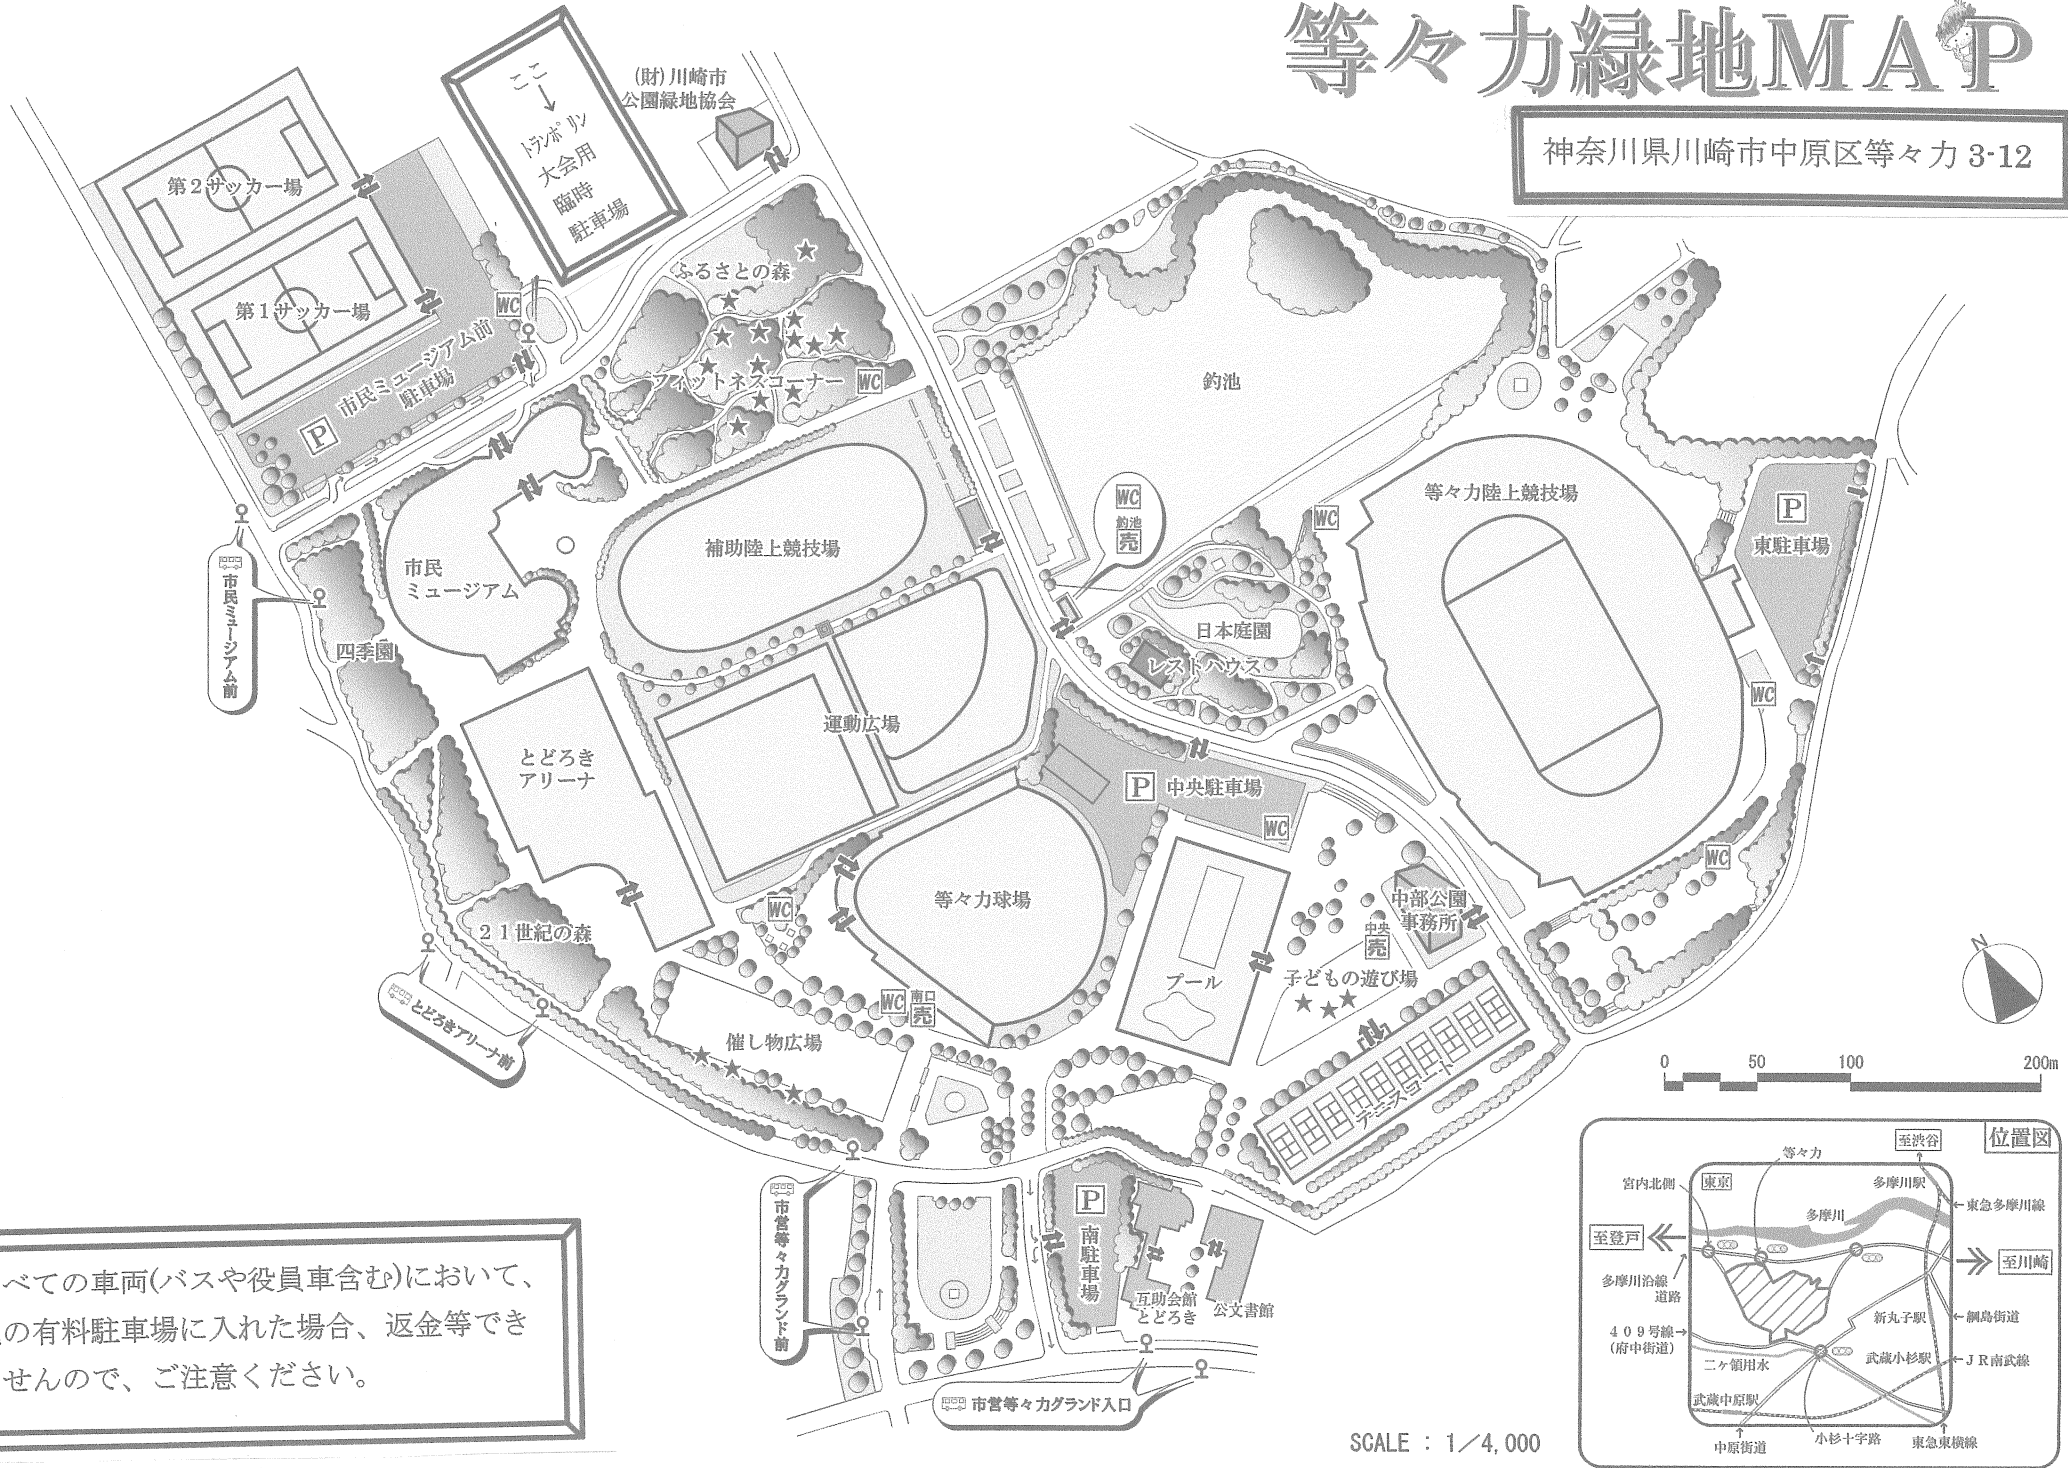 等々力緑地MAP
神奈川県川崎市中原区等々力 3-12
ここ
トランポリン
大会用
臨時
駐車場
(財)川崎市
公園緑地協会
第2サッカー場
第1サッカー場
WC
市民ミュージアム前
駐車場
P
ふるさとの森
フィットネスコーナー
WC
釣池
WC
釣池
売
WC
等々力陸上競技場
P
東駐車場
WC
WC
市民ミュージアム前
市民
ミュージアム
四季園
補助陸上競技場
日本庭園
レストハウス
運動広場
とどろき
アリーナ
P 中央駐車場
WC
等々力球場
WC
21世紀の森
中部公園
事務所
中央
売
プール
子どもの遊び場
WC
南口
売
催し物広場
テニスコート
とどろきアリーナ前
N
0 50 100 200m
P
南駐車場
互助会館
とどろき
公文書館
市営等々力グランド前
市営等々力グランド入口
べての車両(バスや役員車含む)において、
の有料駐車場に入れた場合、返金等でき
せんので、ご注意ください。
SCALE : 1/4,000
位置図
至渋谷
等々力
宮内北側
東京
多摩川駅
東急多摩川線
多摩川
至登戸
至川崎
多摩川沿線
道路
新丸子駅
綱島街道
409号線
(府中街道)
二ヶ領用水
武蔵小杉駅
JR南武線
武蔵中原駅
中原街道
小杉十字路
東急東横線